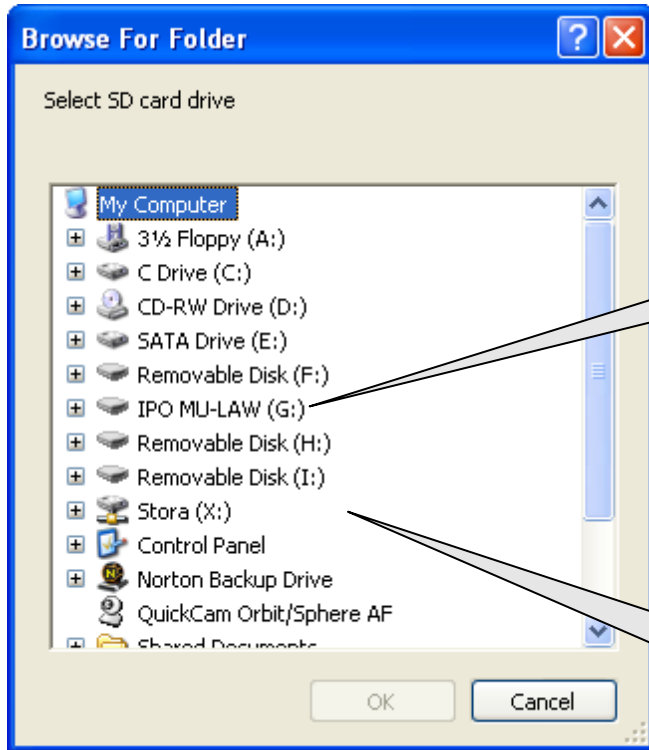 Browse For Folder
Select SD card drive
My Computer
3½ Floppy (A:)
C Drive (C:)
CD-RW Drive (D:)
SATA Drive (E:)
Removable Disk (F:)
IPO MU-LAW (G:)
Removable Disk (H:)
Removable Disk (I:)
Stora (X:)
Control Panel
Norton Backup Drive
QuickCam Orbit/Sphere AF
Shared Documents
OK
Cancel